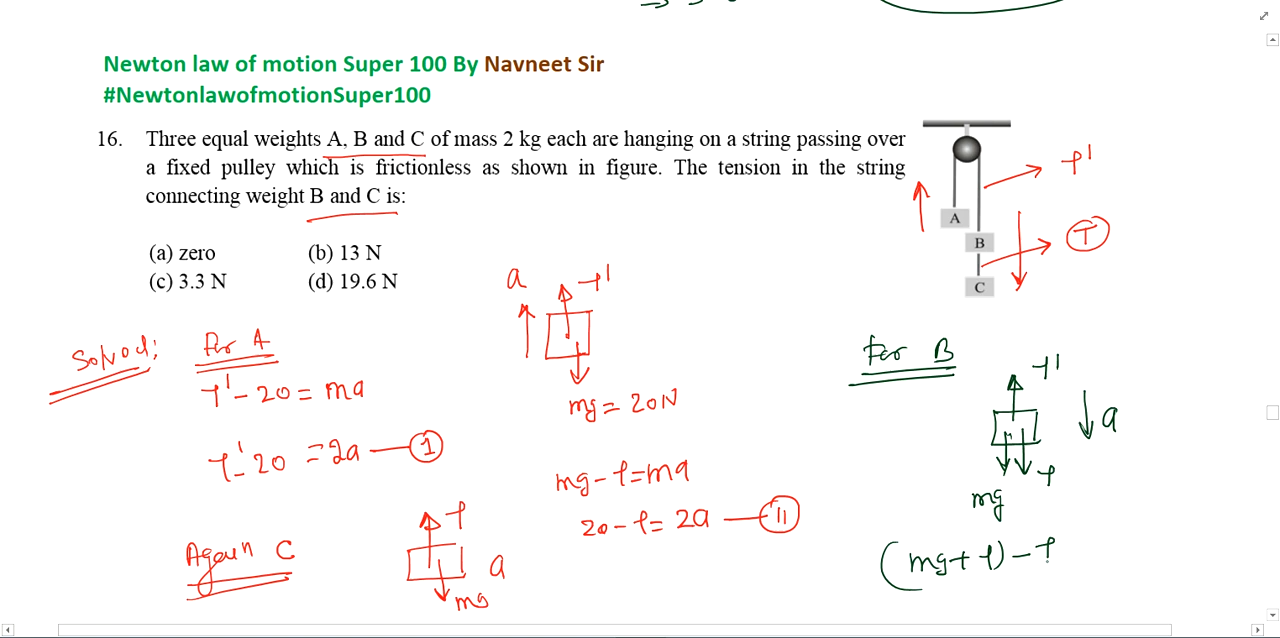 Newton law of motion Super 100 By Navneet Sir
#NewtonlawofmotionSuper100
16. Three equal weights A, B and C of mass 2 kg each are hanging on a string passing over
a fixed pulley which is frictionless as shown in figure. The tension in the string
connecting weight B and C is:
(a) zero (b) 13 N
(c) 3.3 N (d) 19.6 N
A
B
C
T'
T
Solved:
For A
T' - 20 = ma
T' - 20 = 2a — 1
a
T'
mg = 20N
mg - T = ma
20 - T = 2a — 11
Again C
T
a
mg
For B
T'
a
T
mg
(mg + T) - T